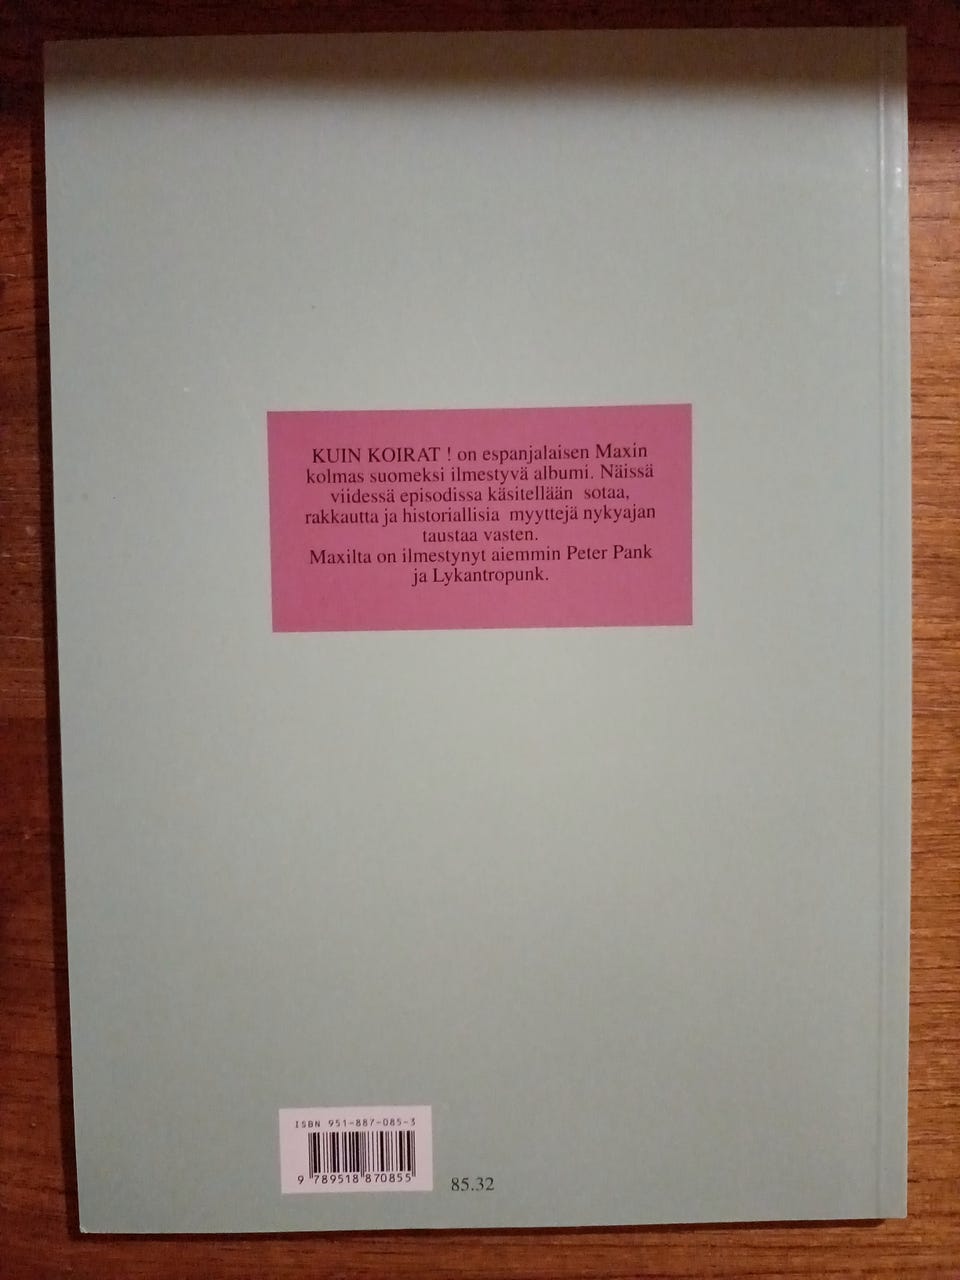 KUIN KOIRAT ! on espanjalaisen Maxin
kolmas suomeksi ilmestyvä albumi. Näissä
viidessä episodissa käsitellään  sotaa,
rakkautta ja historiallisia  myyttejä nykyajan
taustaa vasten.
Maxilta on ilmestynyt aiemmin Peter Pank
ja Lykantropunk.
ISBN 951-887-085-3
9 789518 870855
85.32